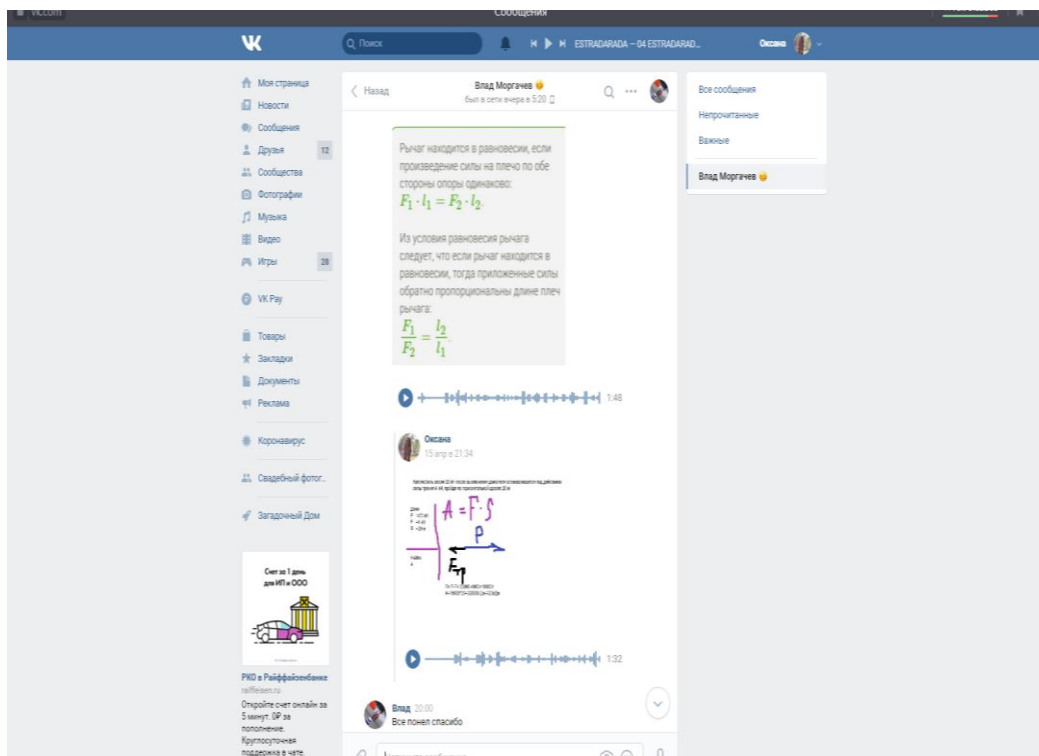 vk.com
Сообщения
Поиск
ESTRADARADA – 04 ESTRADARAD...
Оксана
Моя страница
Новости
Сообщения
Друзья 12
Сообщества
Фотографии
Музыка
Видео
Игры 28
VK Pay
Товары
Закладки
Документы
Реклама
Коронавирус
Свадебный фотог..
Загадочный Дом
Счет за 1 день
для ИП и ООО
РКО в Райффайзенбанке
raiffeisen.ru
Откройте счет онлайн за
5 минут. 0₽ за
пополнение.
Круглосуточная
поддержка в чате.
Назад
Влад Моргачев
был в сети вчера в 5:20
Рычаг находится в равновесии, если
произведение силы на плечо по обе
стороны опоры одинаково:
F₁ · l₁ = F₂ · l₂.
Из условия равновесия рычага
следует, что если рычаг находится в
равновесии, тогда приложенные силы
обратно пропорциональны длине плеч
рычага:
F₁/F₂ = l₂/l₁.
1:48
Оксана
15 апр в 21:34
A = F · S
P
1:32
Влад 20:00
Все понел спасибо
Все сообщения
Непрочитанные
Важные
Влад Моргачев